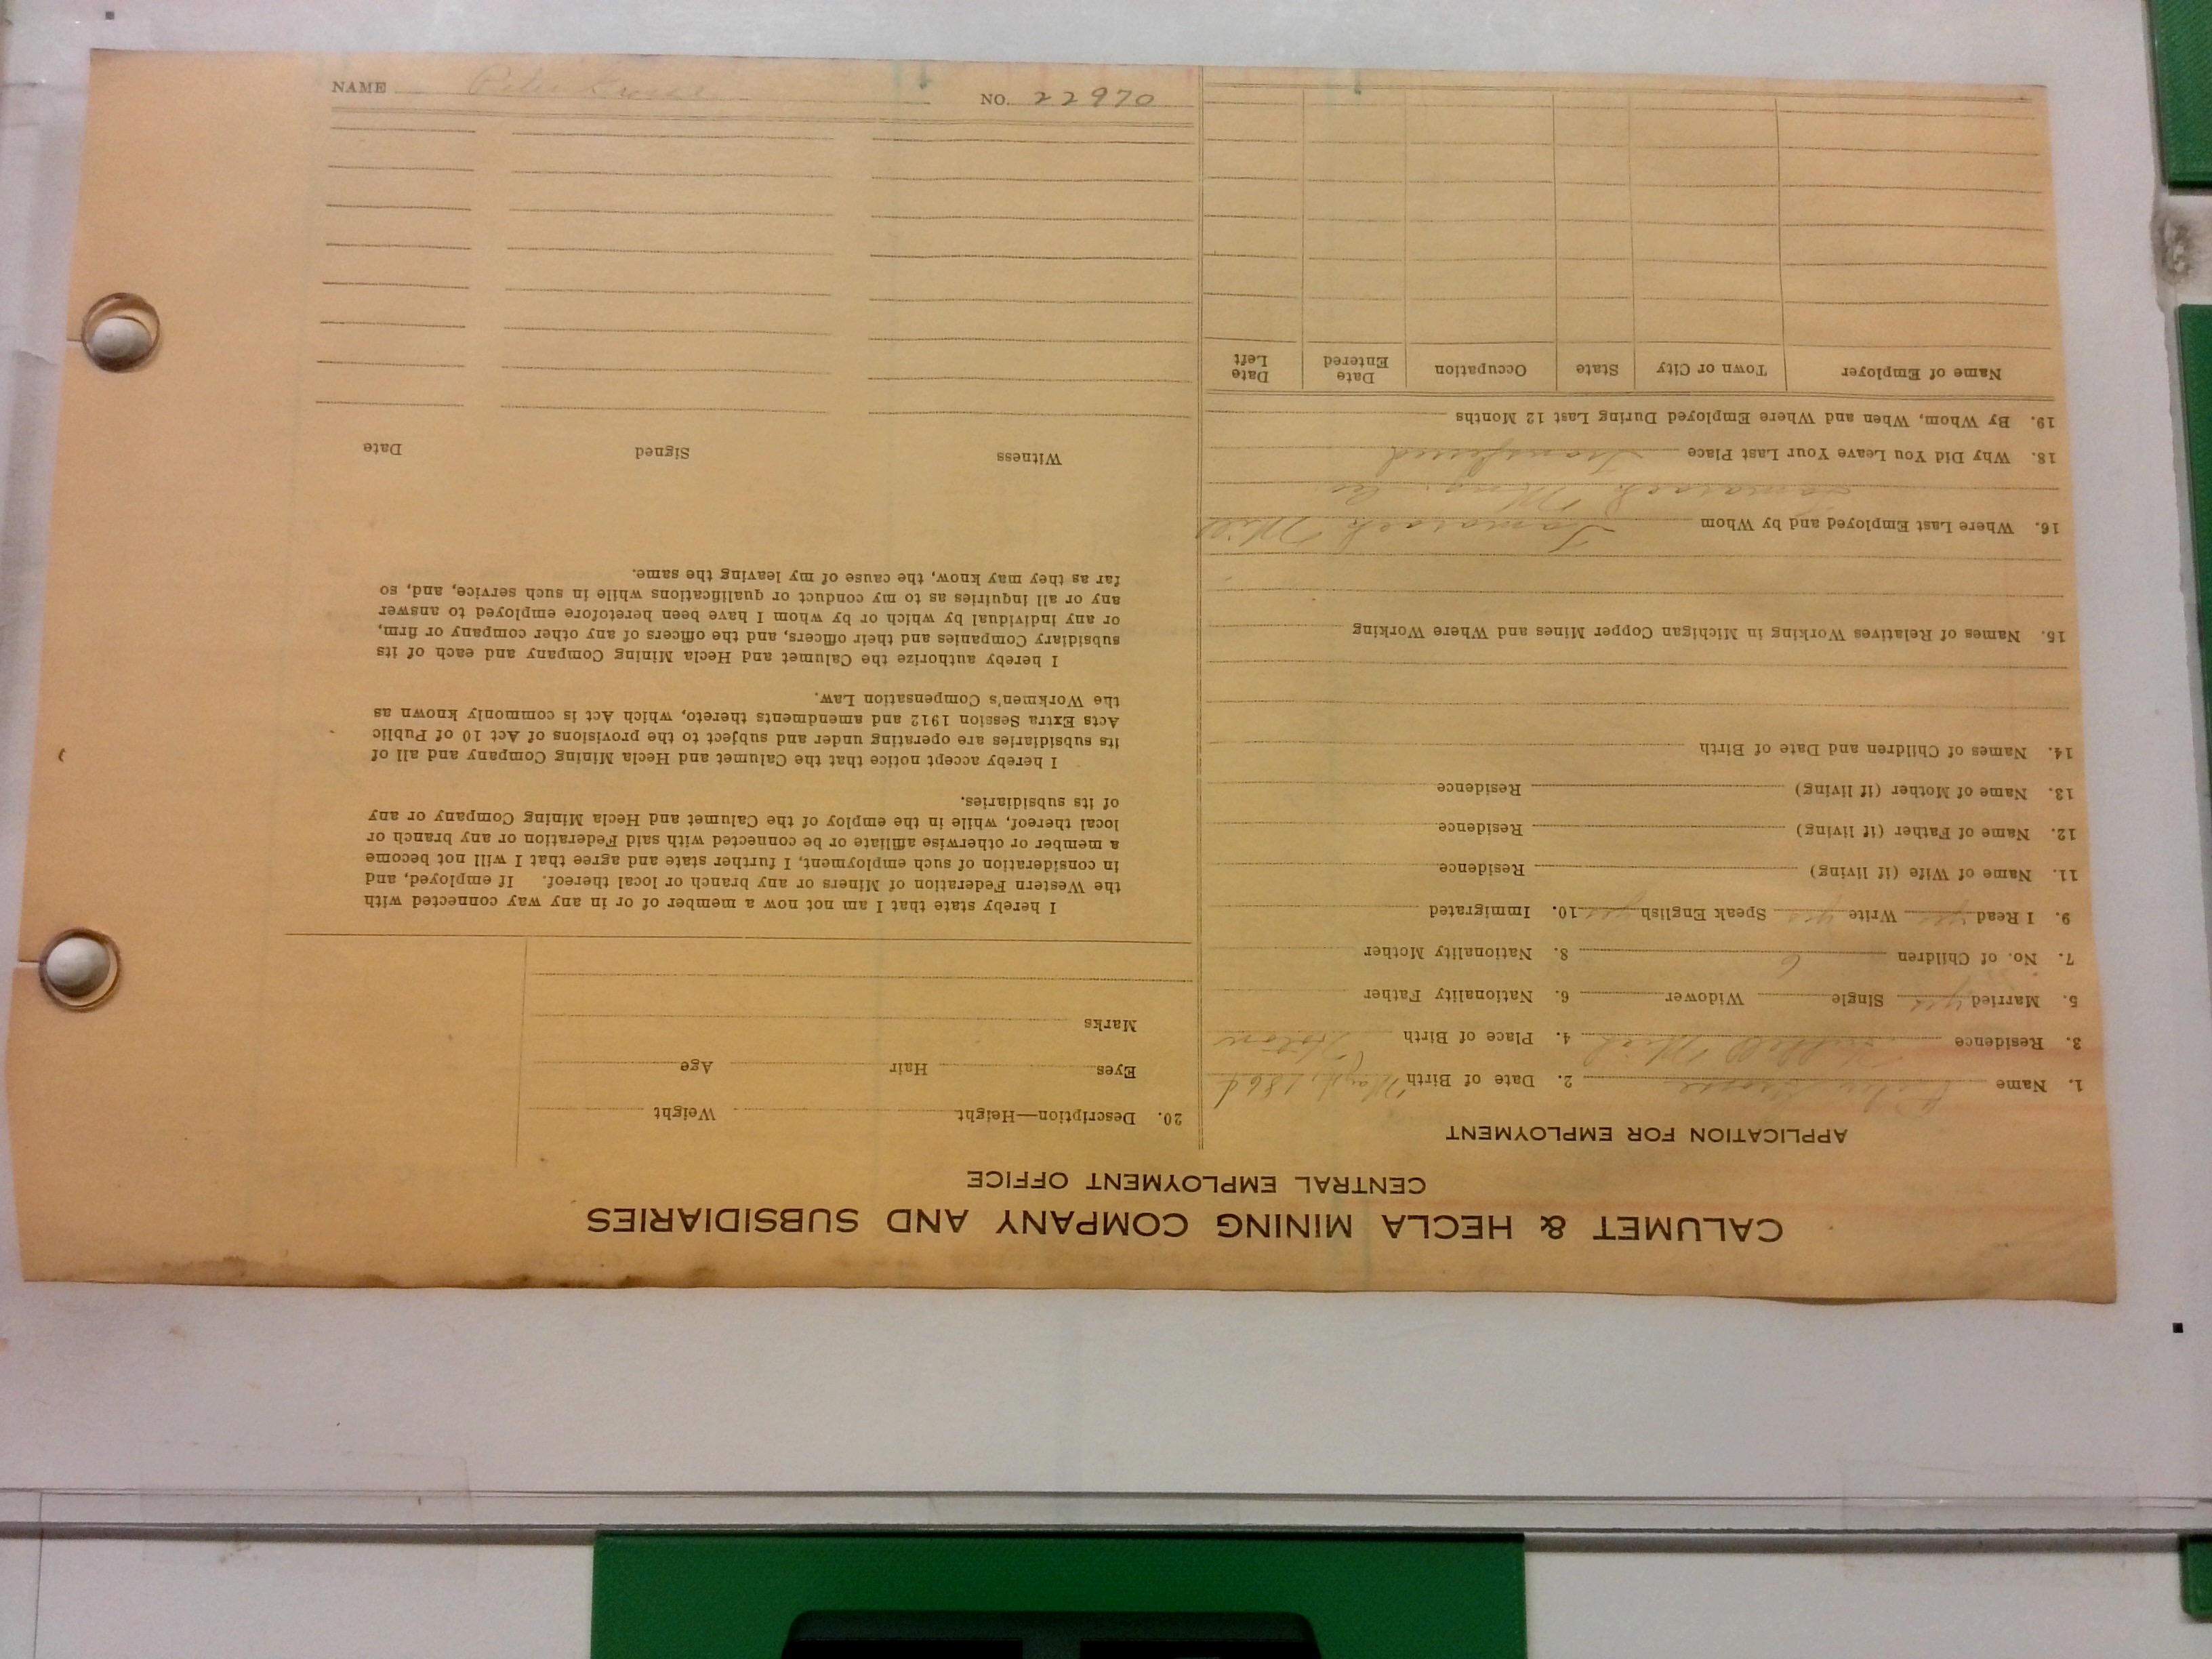 CALUMET & HECLA MINING COMPANY AND SUBSIDIARIES
CENTRAL EMPLOYMENT OFFICE
APPLICATION FOR EMPLOYMENT
1. Name Peter 2. Date of Birth 1864
3. Residence Hubbell Mich 4. Place of Birth
5. Married yes Single Widower 6. Nationality Father
7. No. of Children 6 8. Nationality Mother
9. I Read yes Write yes Speak English yes 10. Immigrated
11. Name of Wife (if living) Residence
12. Name of Father (if living) Residence
13. Name of Mother (if living) Residence
14. Names of Children and Date of Birth
15. Names of Relatives Working in Michigan Copper Mines and Where Working
16. Where Last Employed and by Whom Tamarack Mill
Tamarack Mng. Co
18. Why Did You Leave Your Last Place Transfered
19. By Whom, When and Where Employed During Last 12 Months
Name of Employer Town or City State Occupation Date Entered Date Left
20. Description—Height Weight
Eyes Hair Age
Marks
I hereby state that I am not now a member of or in any way connected with
the Western Federation of Miners or any branch or local thereof. If employed, and
in consideration of such employment, I further state and agree that I will not become
a member or otherwise affiliate or be connected with said Federation or any branch or
local thereof, while in the employ of the Calumet and Hecla Mining Company or any
of its subsidiaries.
I hereby accept notice that the Calumet and Hecla Mining Company and all of
its subsidiaries are operating under and subject to the provisions of Act 10 of Public
Acts Extra Session 1912 and amendments thereto, which Act is commonly known as
the Workmen's Compensation Law.
I hereby authorize the Calumet and Hecla Mining Company and each of its
subsidiary Companies and their officers, and the officers of any other company or firm,
or any individual by which or by whom I have been heretofore employed to answer
any or all inquiries as to my conduct or qualifications while in such service, and, so
far as they may know, the cause of my leaving the same.
Witness Signed Date
NAME Peter NO. 22970